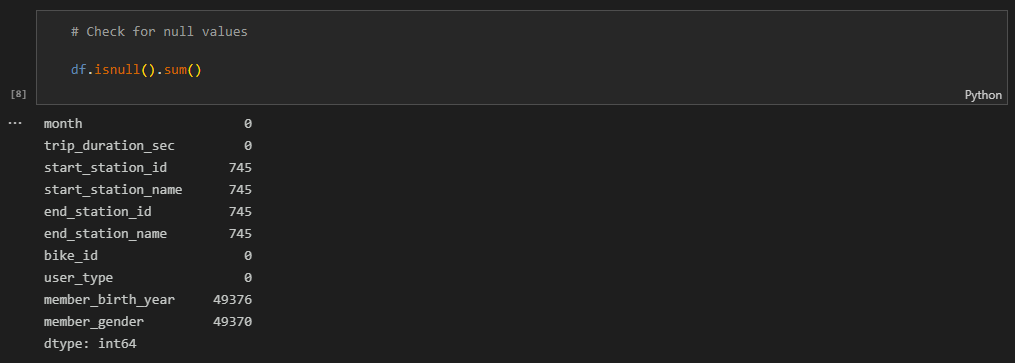 # Check for null values
df.isnull().sum()
[8]
Python
...
month 0
trip_duration_sec 0
start_station_id 745
start_station_name 745
end_station_id 745
end_station_name 745
bike_id 0
user_type 0
member_birth_year 49376
member_gender 49370
dtype: int64